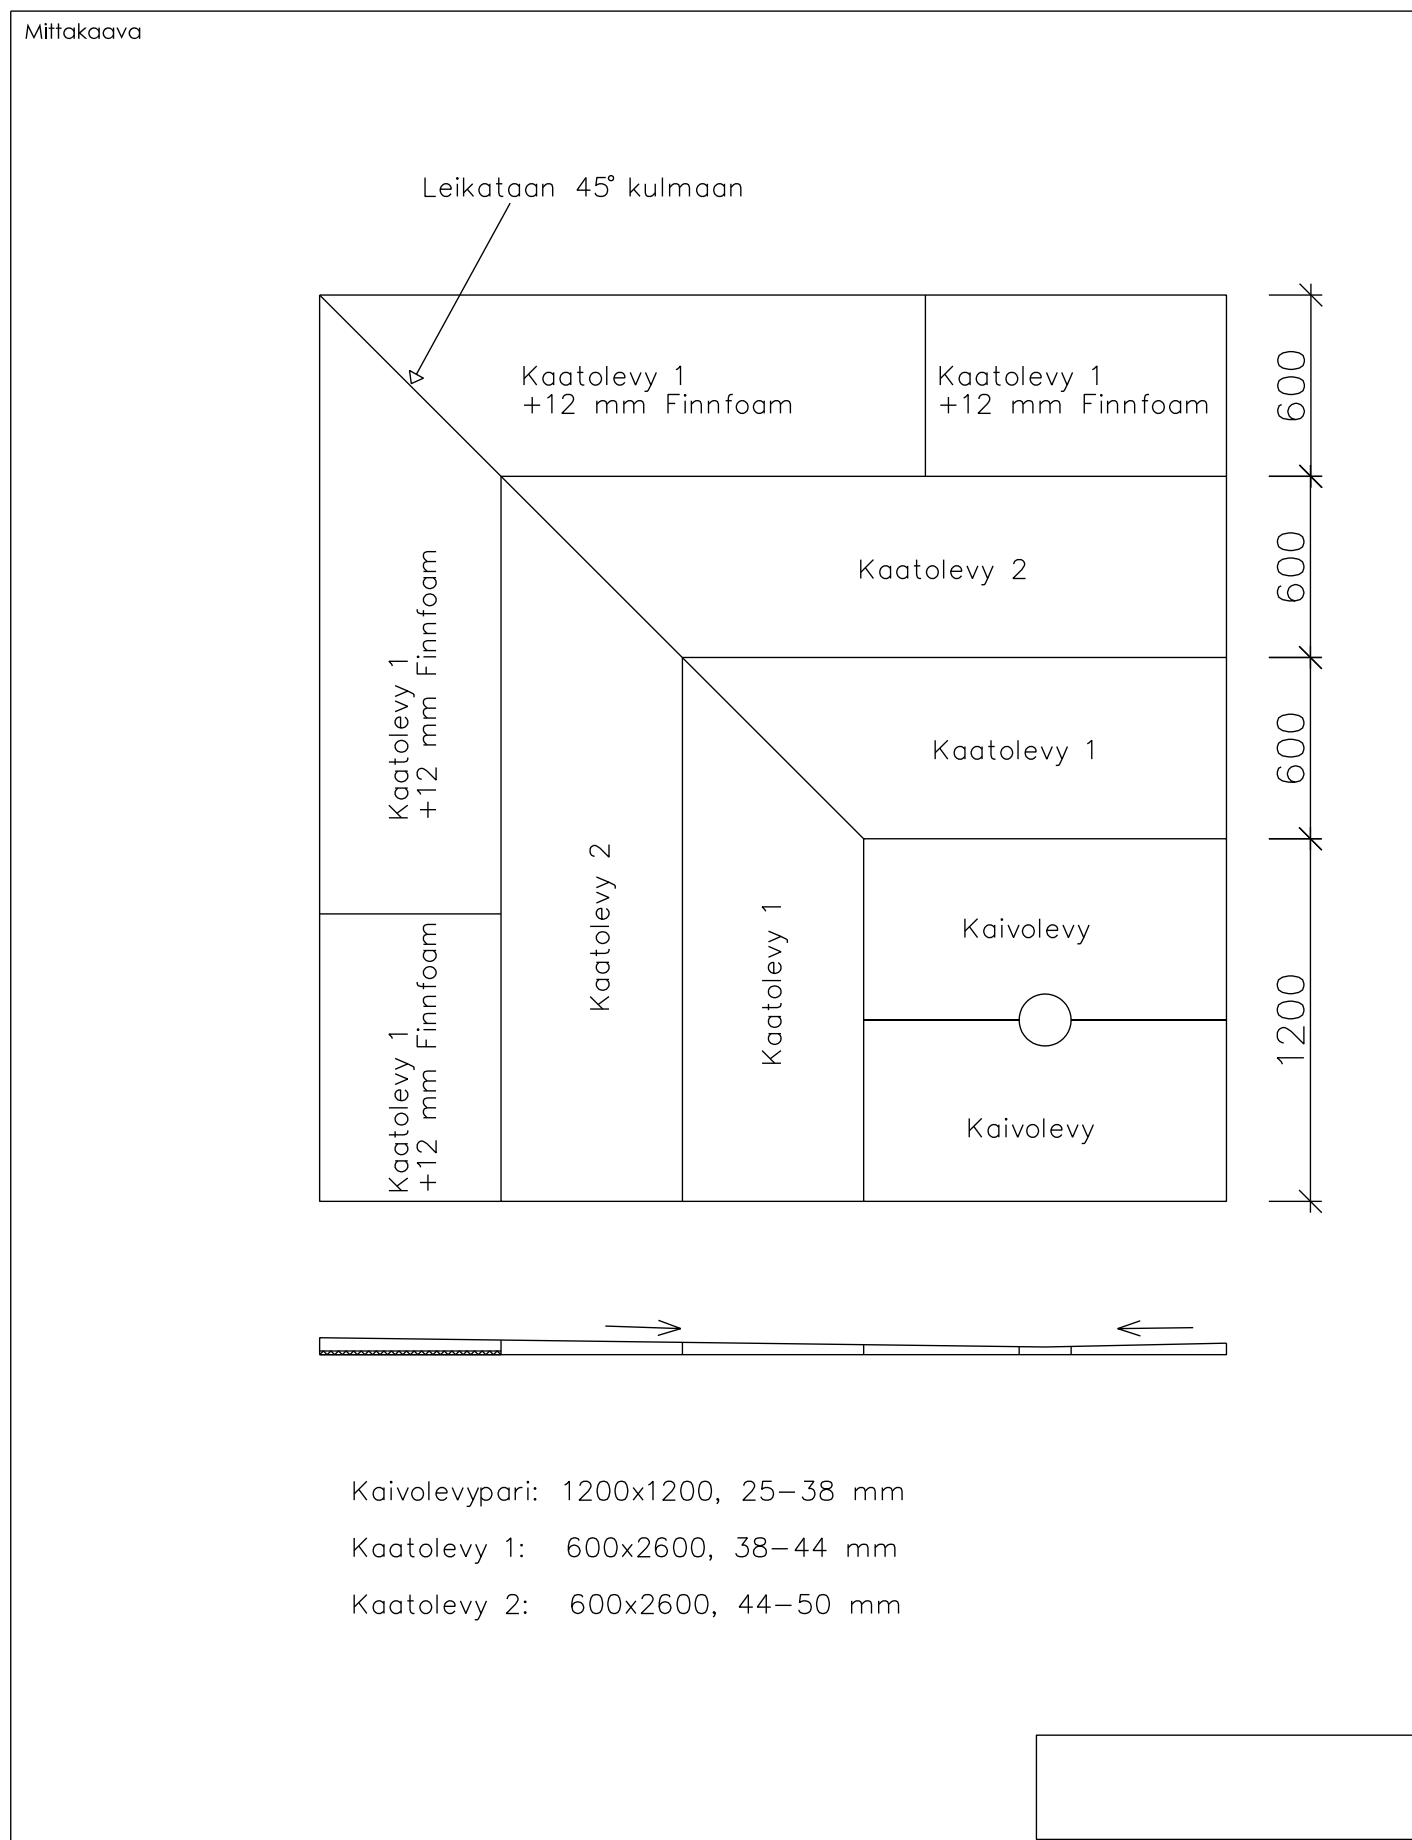 Mittakaava
Leikataan 45° kulmaan
Kaatolevy 1
+12 mm Finnfoam
Kaatolevy 1
+12 mm Finnfoam
600
Kaatolevy 2
600
Kaatolevy 1
+12 mm Finnfoam
Kaatolevy 1
600
Kaatolevy 2
Kaatolevy 1
Kaivolevy
Kaatolevy 1
+12 mm Finnfoam
1200
Kaivolevy
Kaivolevypari: 1200x1200, 25–38 mm
Kaatolevy 1: 600x2600, 38–44 mm
Kaatolevy 2: 600x2600, 44–50 mm